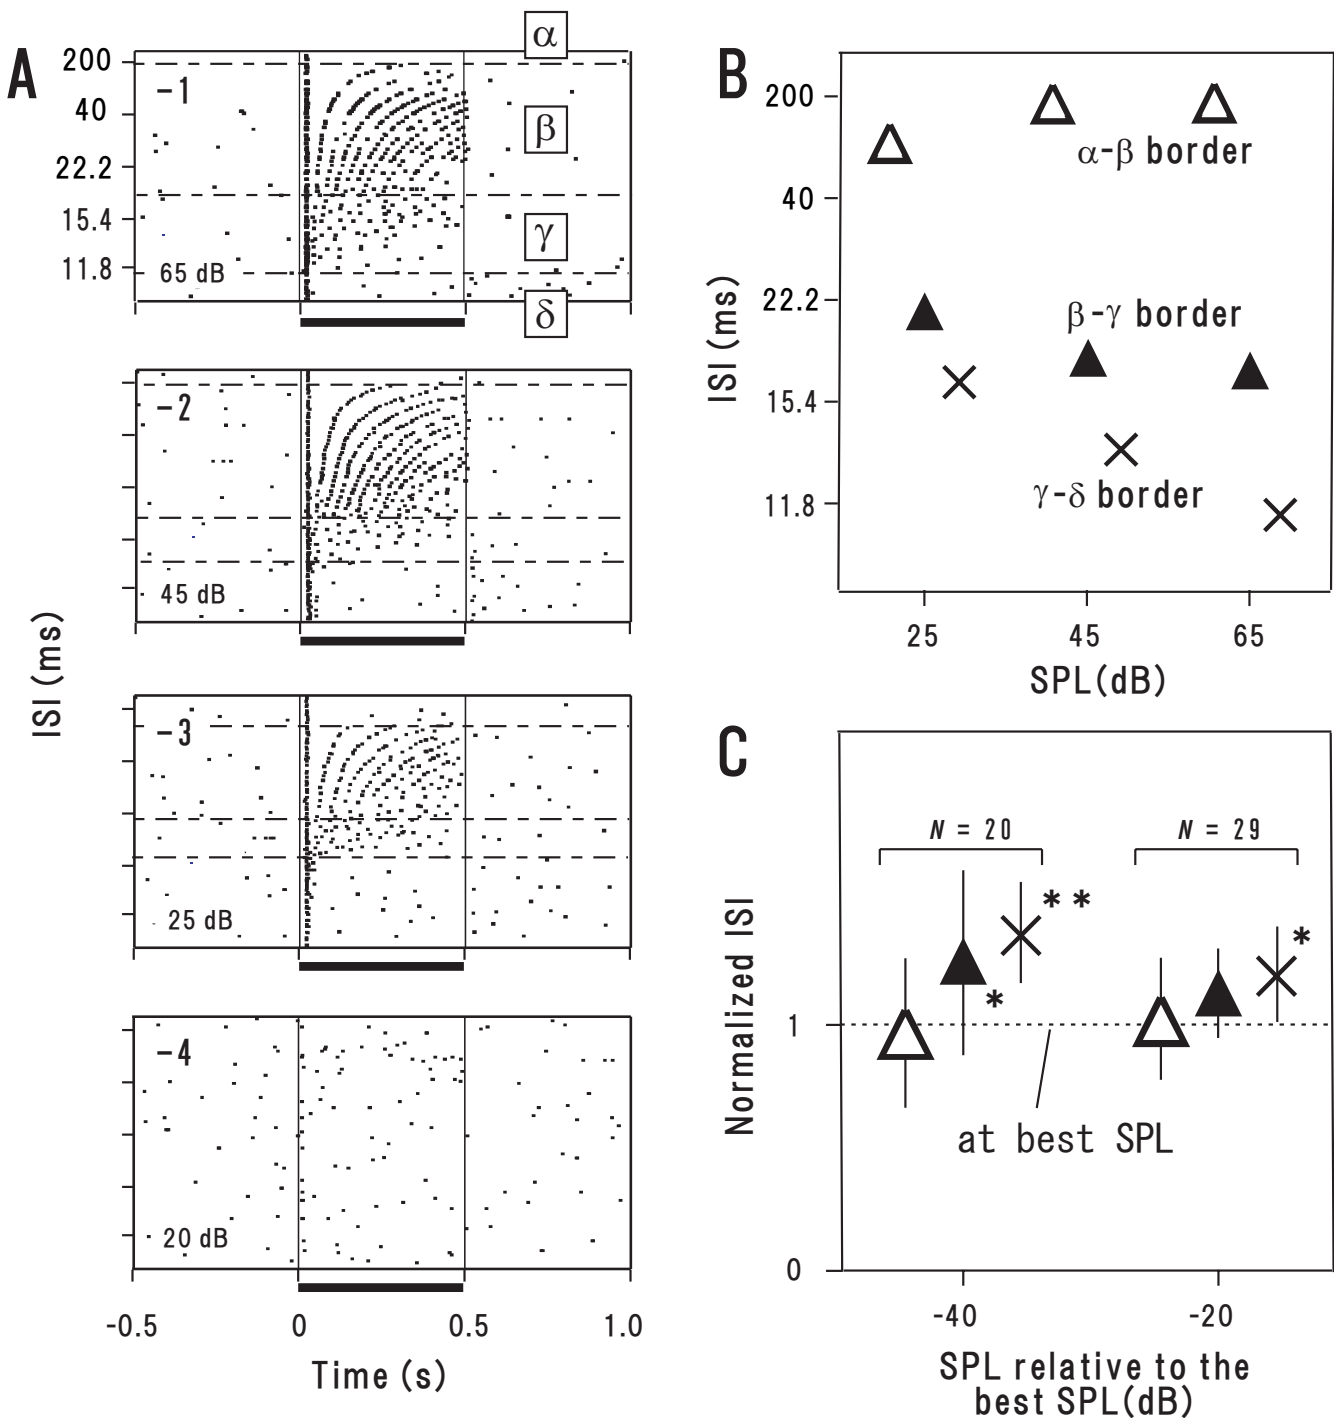 A
200
40
22.2
15.4
11.8
-1
65 dB
α
β
γ
δ
-2
45 dB
-3
25 dB
-4
20 dB
ISI (ms)
-0.5
0
0.5
1.0
Time (s)
B
200
40
22.2
15.4
11.8
ISI (ms)
α-β border
β-γ border
γ-δ border
25
45
65
SPL(dB)
C
N = 20
N = 29
* *
*
*
1
0
Normalized ISI
at best SPL
-40
-20
SPL relative to the
best SPL(dB)